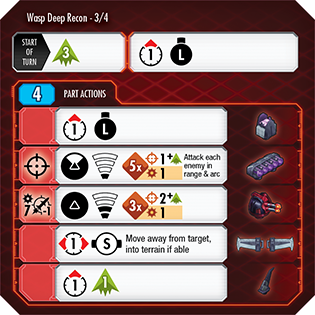 Wasp Deep Recon - 3/4
START
OF
TURN
3
1
L
4
PART ACTIONS
1
L
5x
1+
1
Attack each
enemy in
range & arc
7
-1
3x
2+
1
1
S
Move away from target,
into terrain if able
1
1